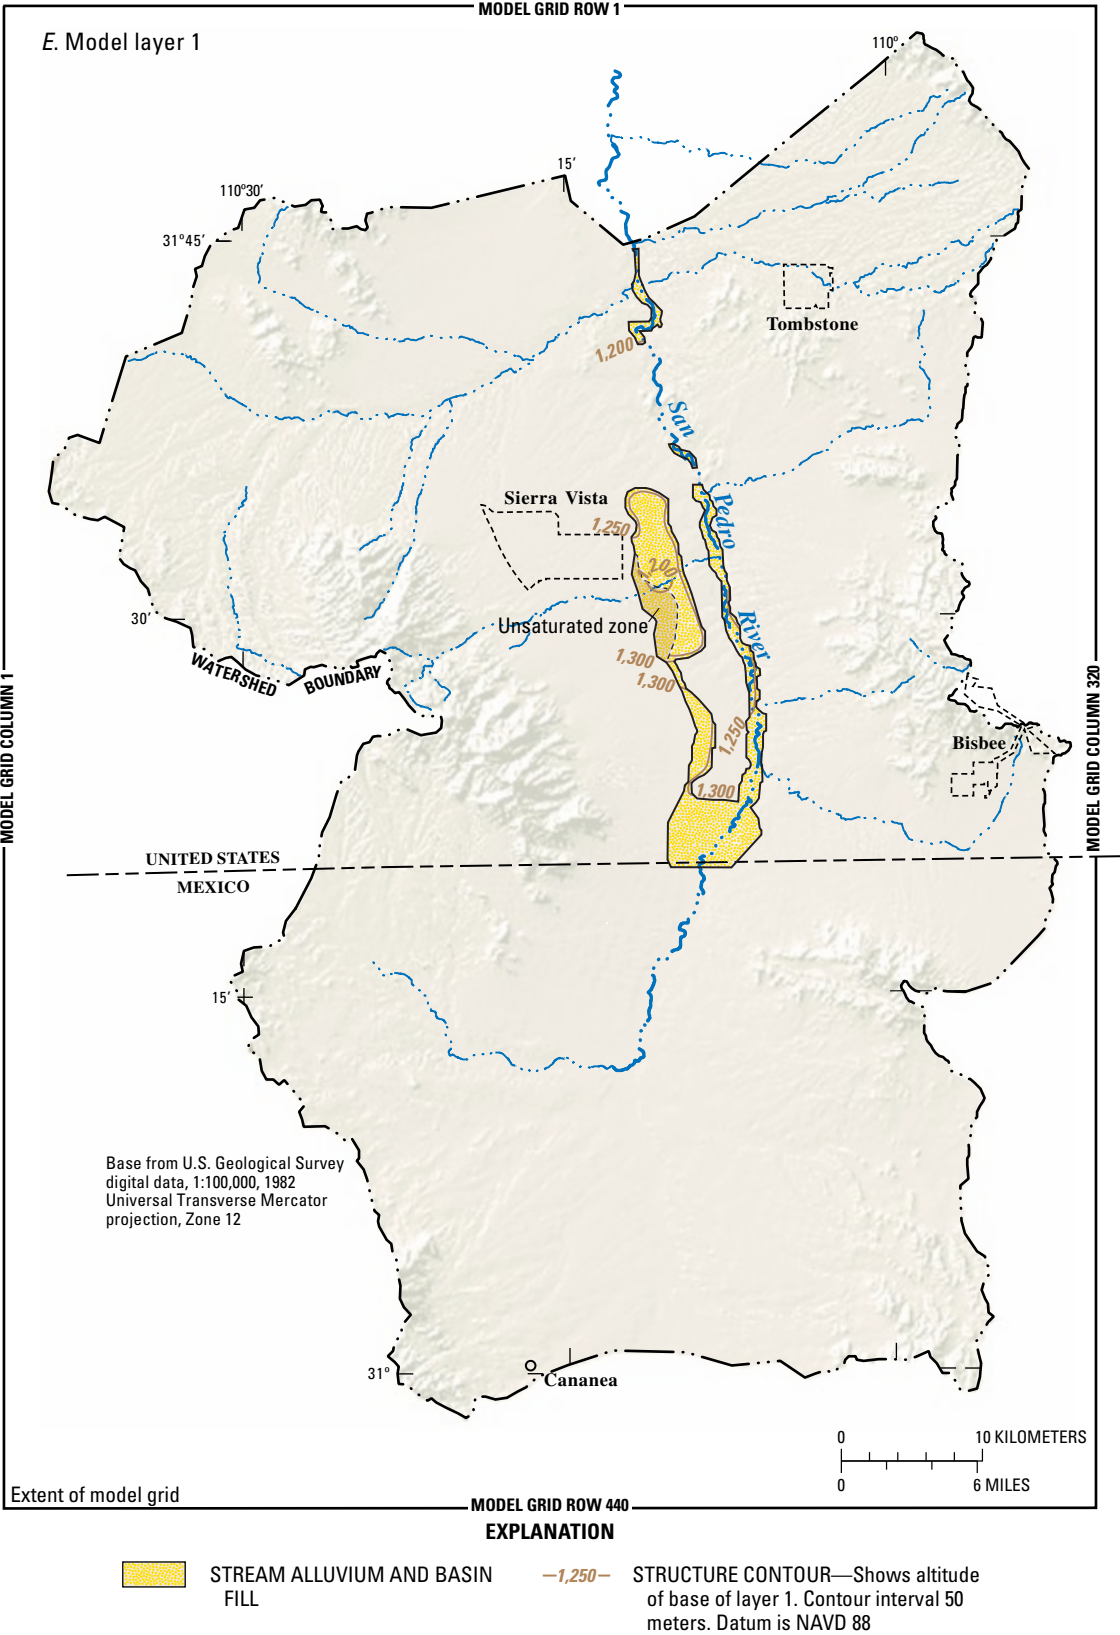 MODEL GRID ROW 1
E. Model layer 1
110°
15′
110°30′
31°45′
Tombstone
1,200
San
Pedro
River
Sierra Vista
1,250
1,200
Unsaturated zone
30′
1,300
1,300
WATERSHED BOUNDARY
1,250
Bisbee
1,300
MODEL GRID COLUMN 1
MODEL GRID COLUMN 320
UNITED STATES
MEXICO
15′
Base from U.S. Geological Survey
digital data, 1:100,000, 1982
Universal Transverse Mercator
projection, Zone 12
31°
Cananea
0 10 KILOMETERS
0 6 MILES
Extent of model grid
MODEL GRID ROW 440
EXPLANATION
STREAM ALLUVIUM AND BASIN
FILL
—1,250— STRUCTURE CONTOUR—Shows altitude
of base of layer 1. Contour interval 50
meters. Datum is NAVD 88